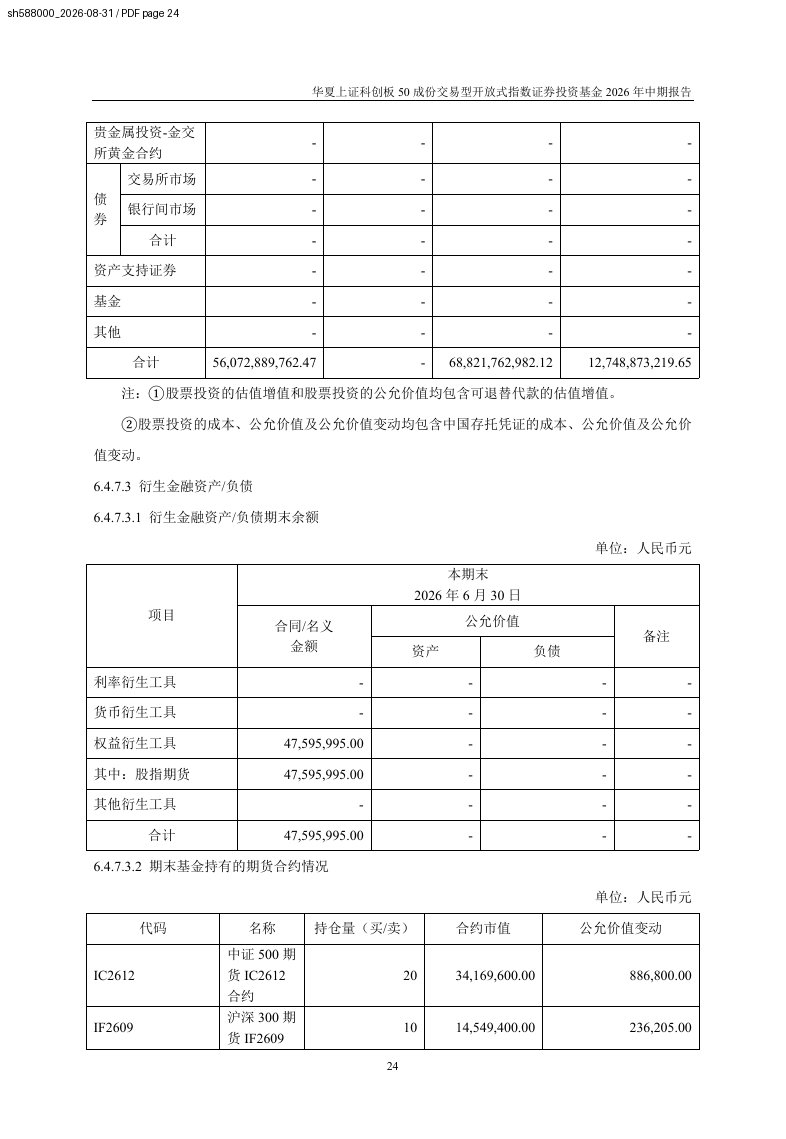 sh588000_2026-08-31 / PDF page 24
华夏上证科创板 50 成份交易型开放式指数证券投资基金 2026 年中期报告
贵金属投资-金交所黄金合约 - - - -
债券 交易所市场 - - - -
银行间市场 - - - -
合计 - - - -
资产支持证券 - - - -
基金 - - - -
其他 - - - -
合计 56,072,889,762.47 - 68,821,762,982.12 12,748,873,219.65
注：①股票投资的估值增值和股票投资的公允价值均包含可退替代款的估值增值。
②股票投资的成本、公允价值及公允价值变动均包含中国存托凭证的成本、公允价值及公允价
值变动。
6.4.7.3 衍生金融资产/负债
6.4.7.3.1 衍生金融资产/负债期末余额
单位：人民币元
项目 本期末
2026 年 6 月 30 日
合同/名义金额 公允价值 备注
资产 负债
利率衍生工具 - - - -
货币衍生工具 - - - -
权益衍生工具 47,595,995.00 - - -
其中：股指期货 47,595,995.00 - - -
其他衍生工具 - - - -
合计 47,595,995.00 - - -
6.4.7.3.2 期末基金持有的期货合约情况
单位：人民币元
代码 名称 持仓量（买/卖） 合约市值 公允价值变动
IC2612 中证 500 期货 IC2612 合约 20 34,169,600.00 886,800.00
IF2609 沪深 300 期货 IF2609 10 14,549,400.00 236,205.00
24